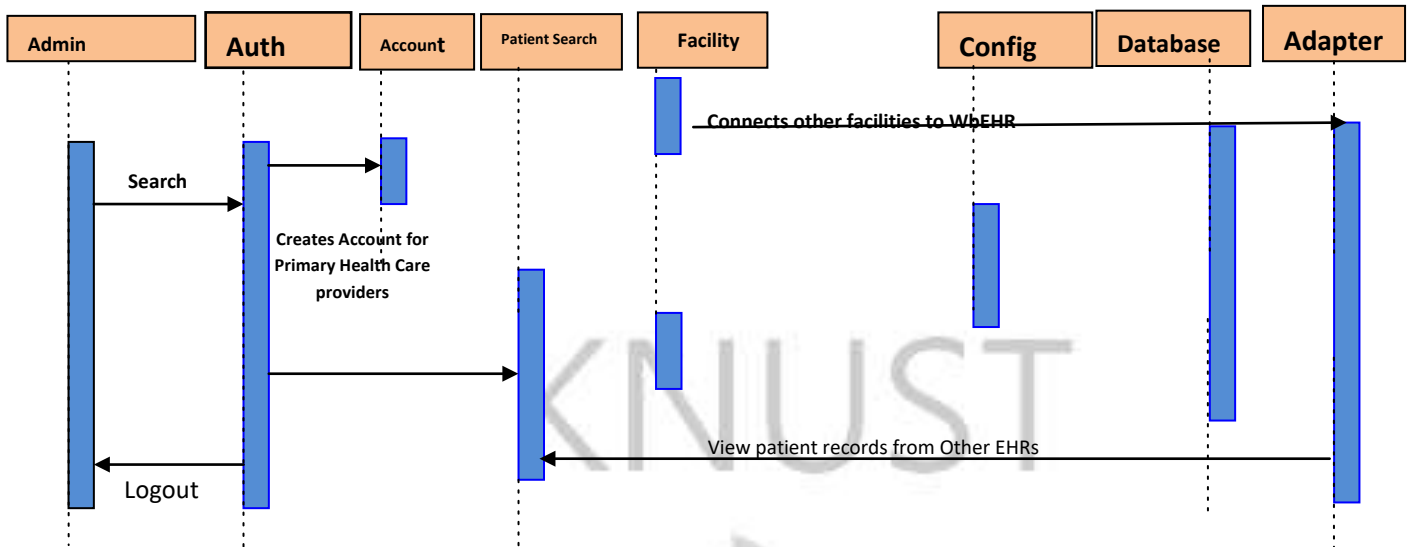 Admin
Auth
Account
Patient Search
Facility
Config
Database
Adapter
Connects other facilities to WbEHR
Search
Creates Account for
Primary Health Care
providers
KNUST
View patient records from Other EHRs
Logout